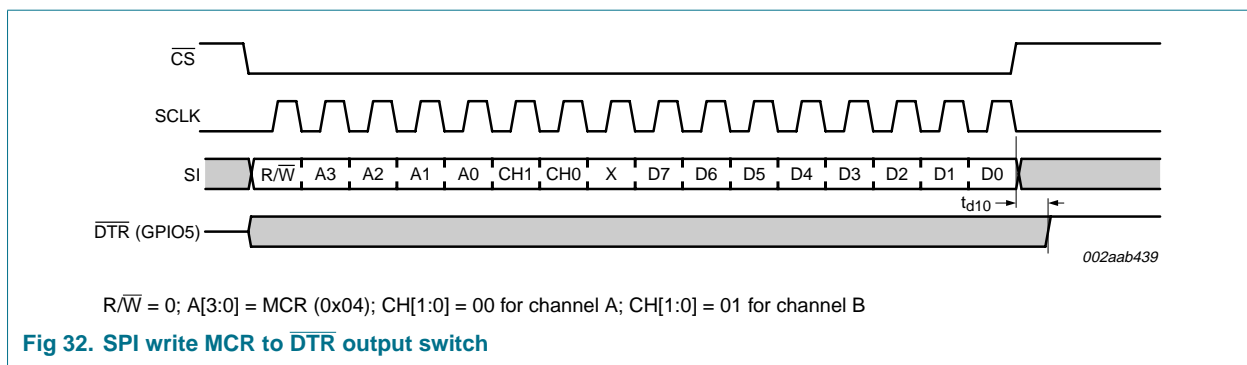 CS
SCLK
SI R/W A3 A2 A1 A0 CH1 CH0 X D7 D6 D5 D4 D3 D2 D1 D0
td10
DTR (GPIO5)
002aab439
R/W = 0; A[3:0] = MCR (0x04); CH[1:0] = 00 for channel A; CH[1:0] = 01 for channel B
Fig 32. SPI write MCR to DTR output switch